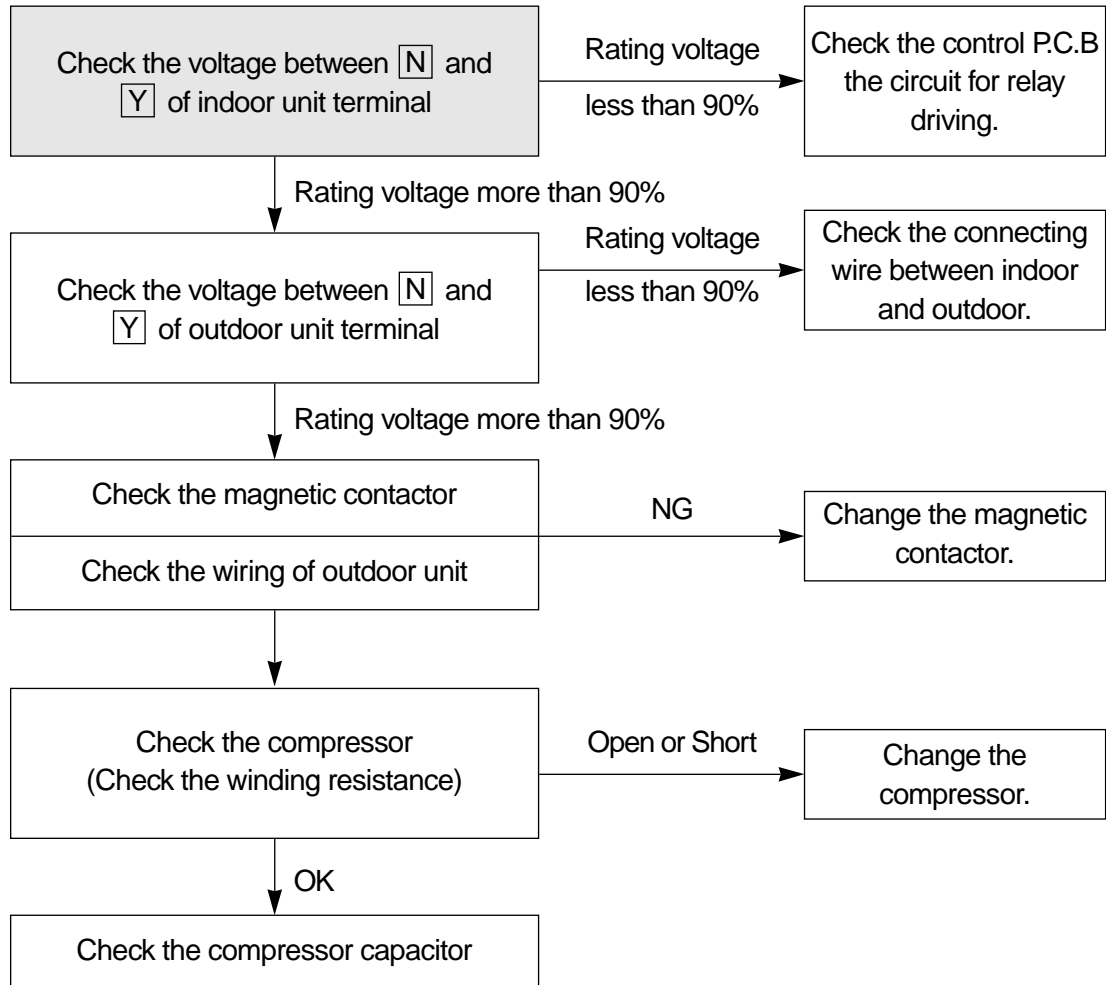 Check the voltage between N and
Y of indoor unit terminal
Rating voltage
less than 90%
Check the control P.C.B
the circuit for relay
driving.
Rating voltage more than 90%
Check the voltage between N and
Y of outdoor unit terminal
Rating voltage
less than 90%
Check the connecting
wire between indoor
and outdoor.
Rating voltage more than 90%
Check the magnetic contactor
Check the wiring of outdoor unit
NG
Change the magnetic
contactor.
Check the compressor
(Check the winding resistance)
Open or Short
Change the
compressor.
OK
Check the compressor capacitor